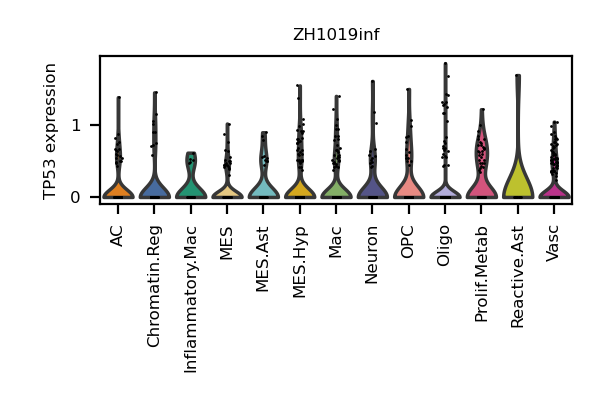 ZH1019inf
TP53 expression
1
0
AC
Chromatin.Reg
Inflammatory.Mac
MES
MES.Ast
MES.Hyp
Mac
Neuron
OPC
Oligo
Prolif.Metab
Reactive.Ast
Vasc